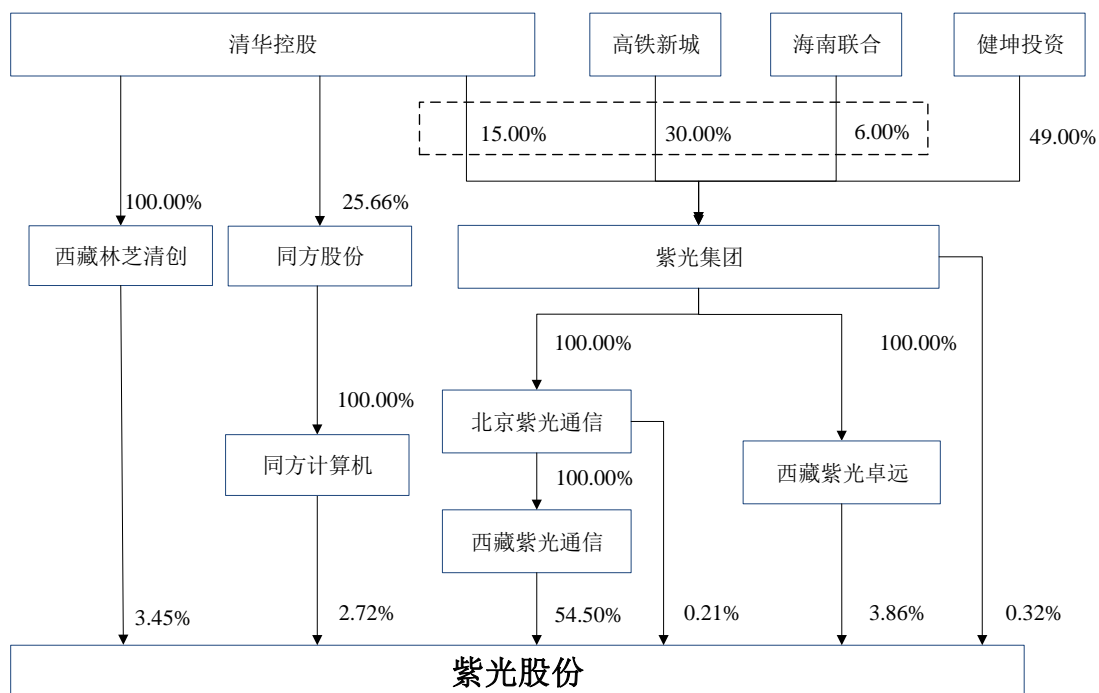 清华控股
高铁新城
海南联合
健坤投资
15.00%
30.00%
6.00%
49.00%
100.00%
25.66%
西藏林芝清创
同方股份
紫光集团
100.00%
100.00%
100.00%
北京紫光通信
同方计算机
100.00%
西藏紫光卓远
西藏紫光通信
3.45%
2.72%
54.50%
0.21%
3.86%
0.32%
紫光股份